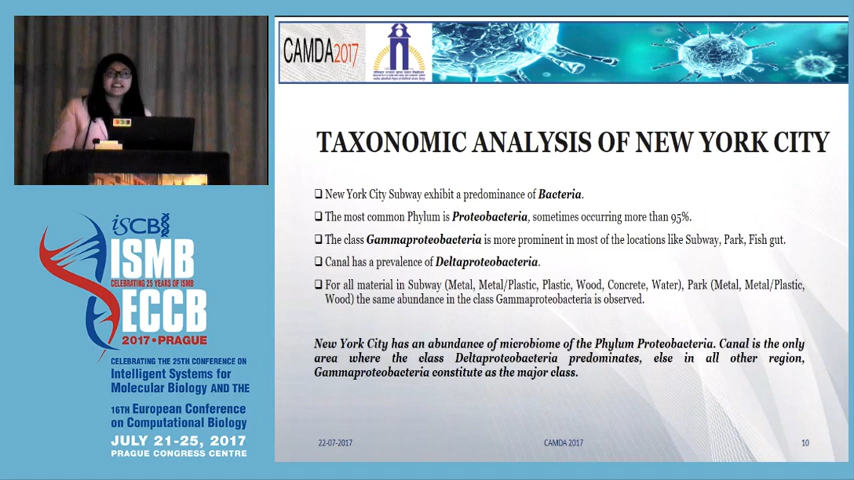 CAMDA2017
TAXONOMIC ANALYSIS OF NEW YORK CITY
❑ New York City Subway exhibit a predominance of Bacteria.
❑ The most common Phylum is Proteobacteria, sometimes occurring more than 95%.
❑ The class Gammaproteobacteria is more prominent in most of the locations like Subway, Park, Fish gut.
❑ Canal has a prevalence of Deltaproteobacteria.
❑ For all material in Subway (Metal, Metal/Plastic, Plastic, Wood, Concrete, Water), Park (Metal, Metal/Plastic,
Wood) the same abundance in the class Gammaproteobacteria is observed.
New York City has an abundance of microbiome of the Phylum Proteobacteria. Canal is the only
area where the class Deltaproteobacteria predominates, else in all other region,
Gammaproteobacteria constitute as the major class.
22-07-2017
CAMDA 2017
10
iSCB
ISMB
CELEBRATING 25 YEARS OF ISMB
ECCB
2017 • PRAGUE
CELEBRATING THE 25TH CONFERENCE ON
Intelligent Systems for
Molecular Biology AND THE
16TH European Conference
on Computational Biology
JULY 21-25, 2017
PRAGUE CONGRESS CENTRE